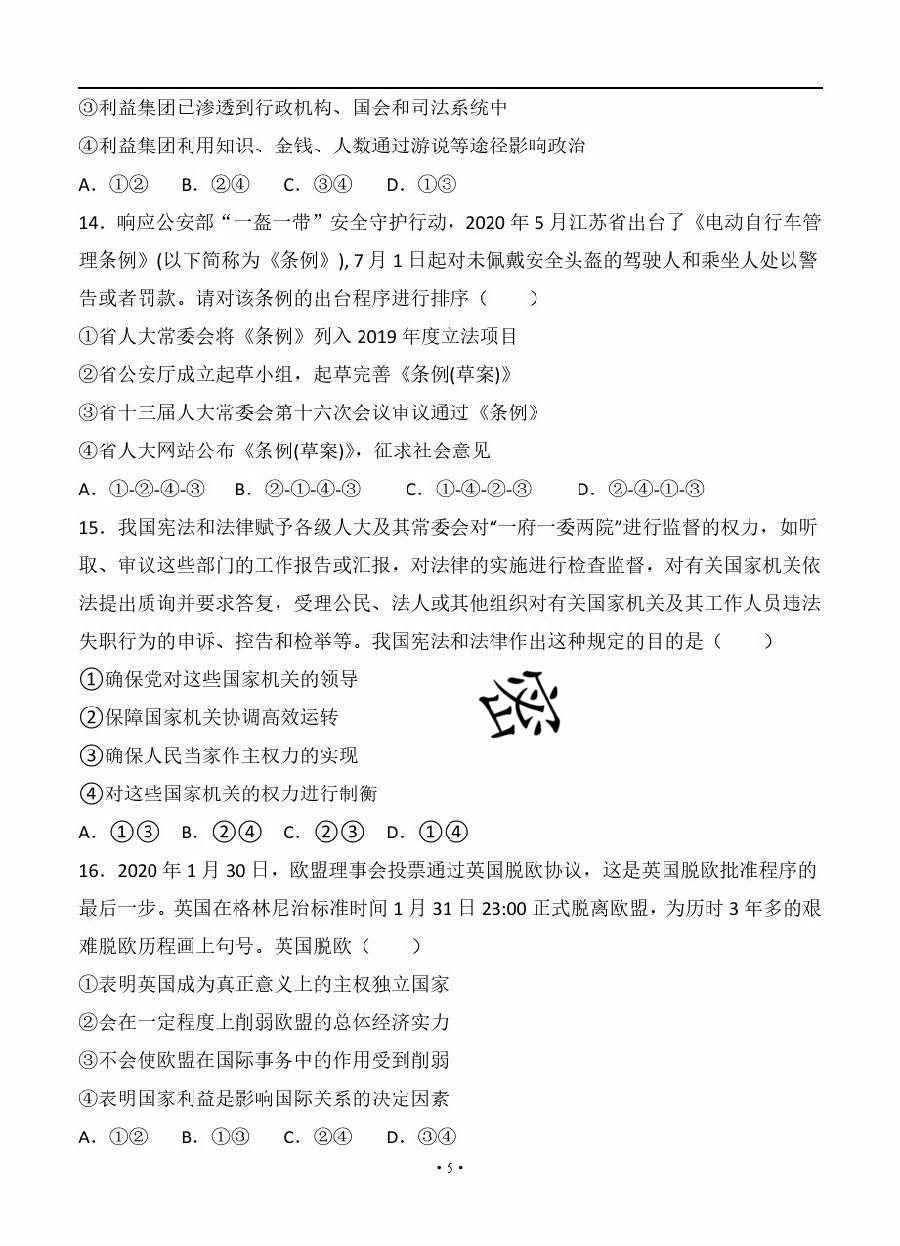 ③利益集团已渗透到行政机构、国会和司法系统中
④利益集团利用知识、金钱、人数通过游说等途径影响政治
A．①②　B．②④　C．③④　D．①③
14．响应公安部“一盔一带”安全守护行动，2020 年 5 月江苏省出台了《电动自行车管
理条例》(以下简称为《条例》), 7 月 1 日起对未佩戴安全头盔的驾驶人和乘坐人处以警
告或者罚款。请对该条例的出台程序进行排序（　　）
①省人大常委会将《条例》列入 2019 年度立法项目
②省公安厅成立起草小组，起草完善《条例(草案)》
③省十三届人大常委会第十六次会议审议通过《条例》
④省人大网站公布《条例(草案)》，征求社会意见
A．①-②-④-③　B．②-①-④-③　C．①-④-②-③　D．②-④-①-③
15．我国宪法和法律赋予各级人大及其常委会对“一府一委两院”进行监督的权力，如听
取、审议这些部门的工作报告或汇报，对法律的实施进行检查监督，对有关国家机关依
法提出质询并要求答复，受理公民、法人或其他组织对有关国家机关及其工作人员违法
失职行为的申诉、控告和检举等。我国宪法和法律作出这种规定的目的是（　　）
①确保党对这些国家机关的领导
②保障国家机关协调高效运转
③确保人民当家作主权力的实现
④对这些国家机关的权力进行制衡
密
A．①③　B．②④　C．②③　D．①④
16．2020 年 1 月 30 日，欧盟理事会投票通过英国脱欧协议，这是英国脱欧批准程序的
最后一步。英国在格林尼治标准时间 1 月 31 日 23:00 正式脱离欧盟，为历时 3 年多的艰
难脱欧历程画上句号。英国脱欧（　　）
①表明英国成为真正意义上的主权独立国家
②会在一定程度上削弱欧盟的总体经济实力
③不会使欧盟在国际事务中的作用受到削弱
④表明国家利益是影响国际关系的决定因素
A．①②　B．①③　C．②④　D．③④
• 5 •